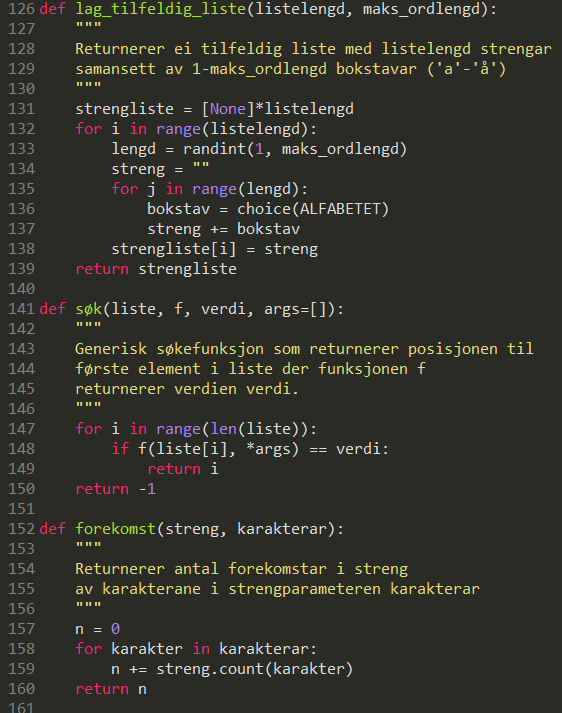 126 def lag_tilfeldig_liste(listelengd, maks_ordlengd):
127     """
128     Returnerer ei tilfeldig liste med listelengd strengar
129     samansett av 1-maks_ordlengd bokstavar ('a'-'å')
130     """
131     strengliste = [None]*listelengd
132     for i in range(listelengd):
133         lengd = randint(1, maks_ordlengd)
134         streng = ""
135         for j in range(lengd):
136             bokstav = choice(ALFABETET)
137             streng += bokstav
138         strengliste[i] = streng
139     return strengliste
140
141 def søk(liste, f, verdi, args=[]):
142     """
143     Generisk søkefunksjon som returnerer posisjonen til
144     første element i liste der funksjonen f
145     returnerer verdien verdi.
146     """
147     for i in range(len(liste)):
148         if f(liste[i], *args) == verdi:
149             return i
150     return -1
151
152 def forekomst(streng, karakterar):
153     """
154     Returnerer antal forekomstar i streng
155     av karakterane i strengparameteren karakterar
156     """
157     n = 0
158     for karakter in karakterar:
159         n += streng.count(karakter)
160     return n
161